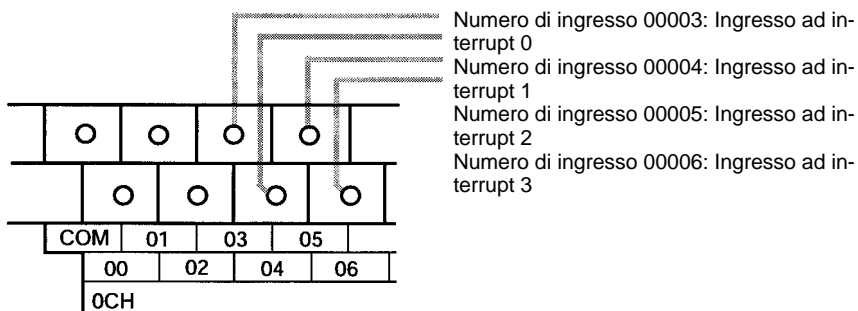 Numero di ingresso 00003: Ingresso ad in-
terrupt 0
Numero di ingresso 00004: Ingresso ad in-
terrupt 1
Numero di ingresso 00005: Ingresso ad in-
terrupt 2
Numero di ingresso 00006: Ingresso ad in-
terrupt 3
COM 01 03 05
00 02 04 06
0CH